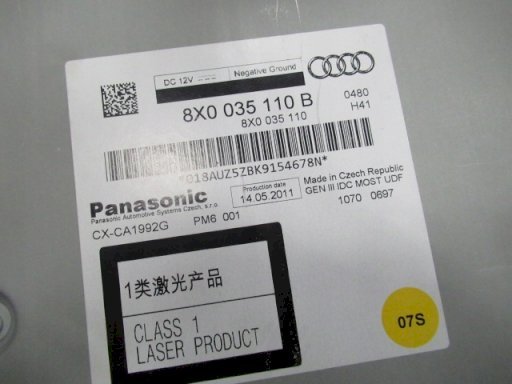 DC 12V Negative Ground
8X0 035 110 B 0480
8X0 035 110 H41
*018AUZ5ZBK9154678N*
Panasonic Production date Made in Czech Republic
Panasonic Automotive Systems Czech, s.r.o. 14.05.2011 GEN III IDC MOST UDF
CX-CA1992G PM6 001 1070 0697
1类激光产品
CLASS 1
LASER PRODUCT
07S